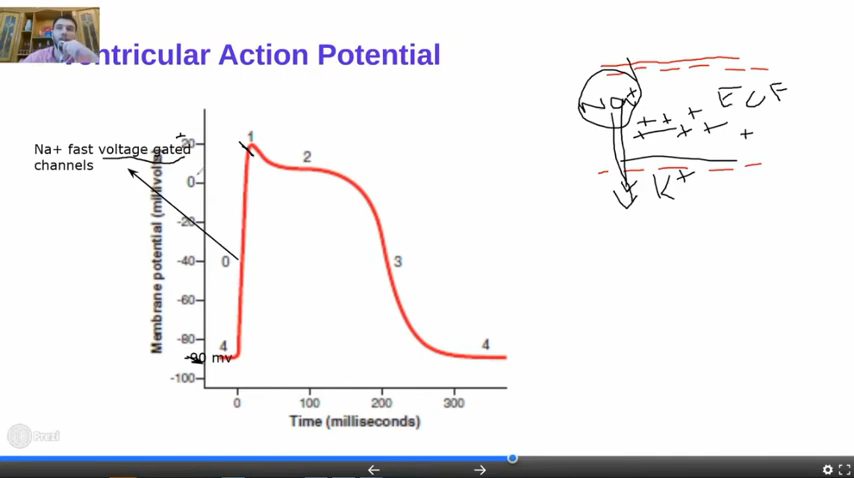 ntricular Action Potential
Na+ fast voltage gated
channels
Membrane potential (millivolts)
+
20
0
-20
-40
-60
-80
-100
-90 mv
0
1
2
3
4
4
0
100
200
300
Time (milliseconds)
Na+
ECF
+ + +
+ + + +
K+
Prezi